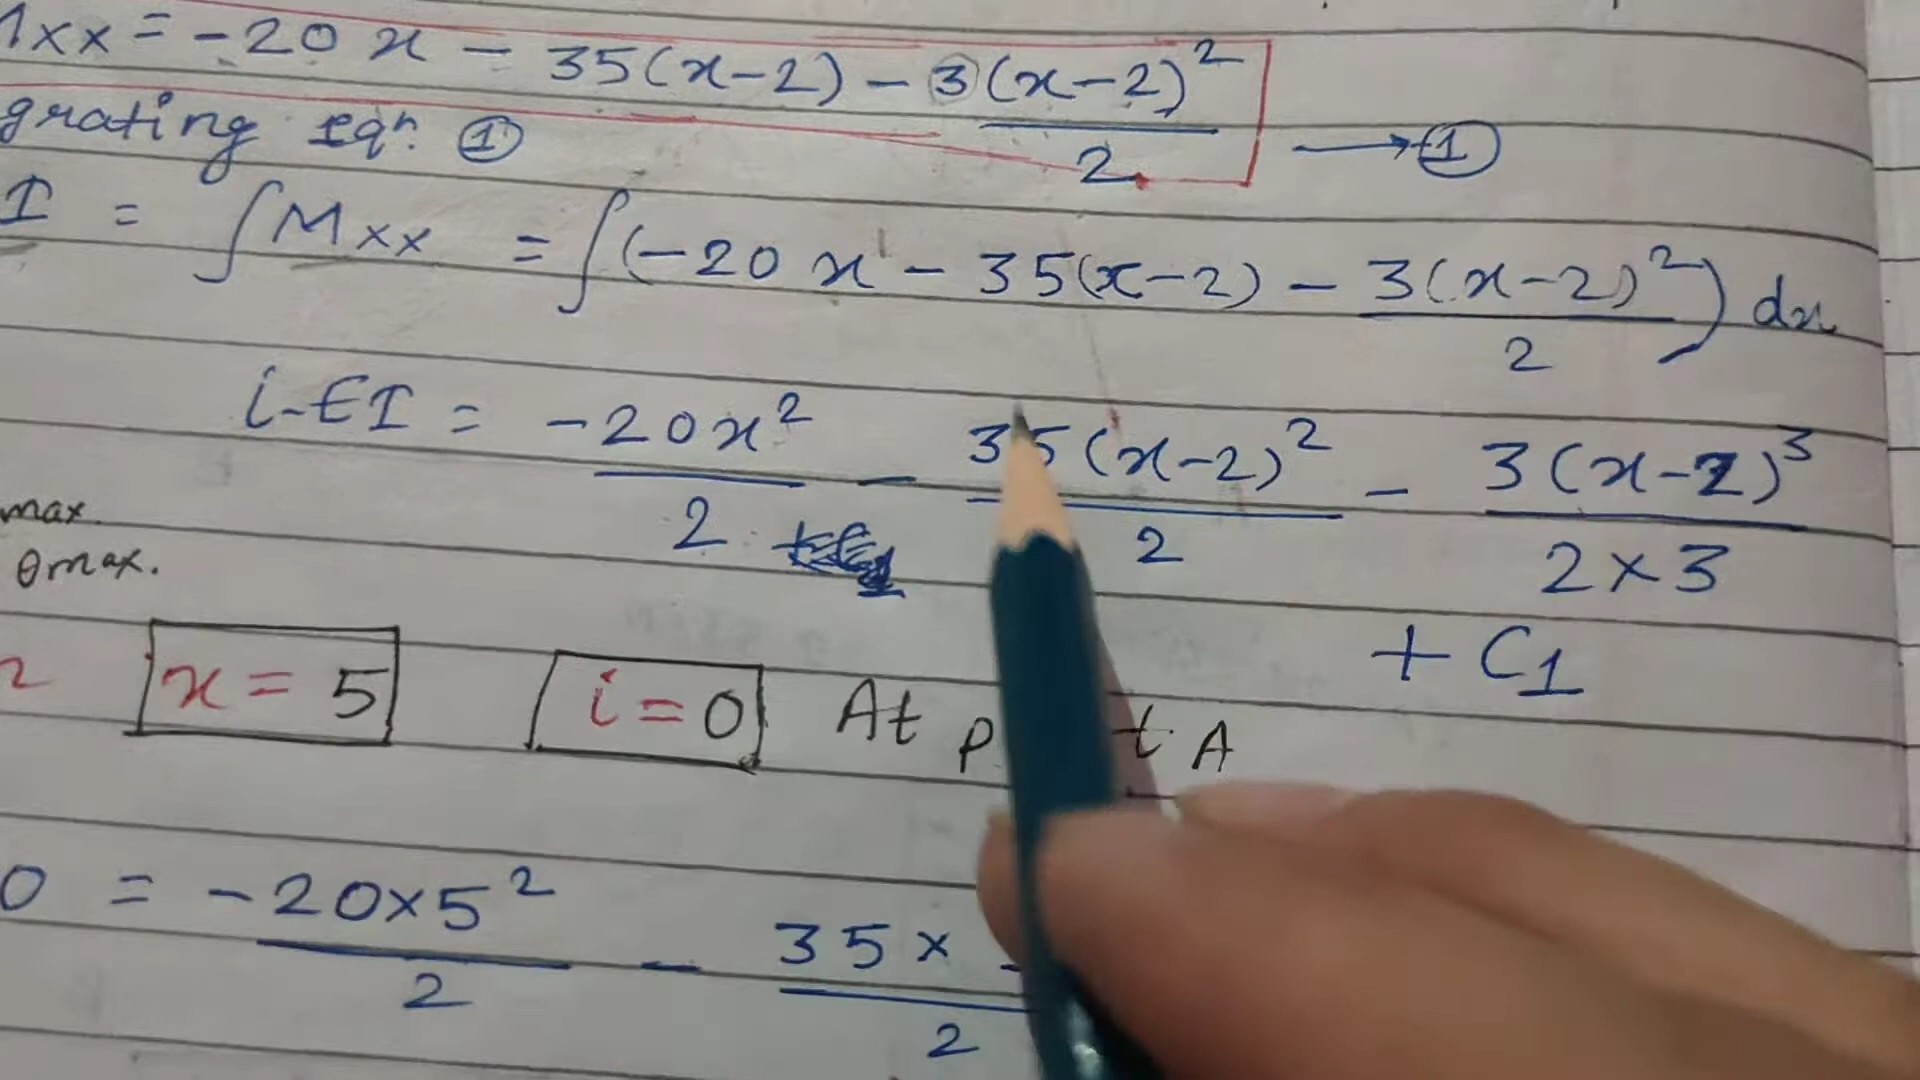 Mxx = -20x - 35(x-2) - 3(x-2)²/2 → ①
grating eqn. ①
I = ∫Mxx = ∫(-20x¹ - 35(x-2) - 3(x-2)²/2) dx
i-EI = -20x²/2 - 35(x-2)²/2 - 3(x-2)³/2×3
+ C1
max.
θmax.
2 x = 5 i = 0 At A
0 = -20×5²/2 - 35×
2